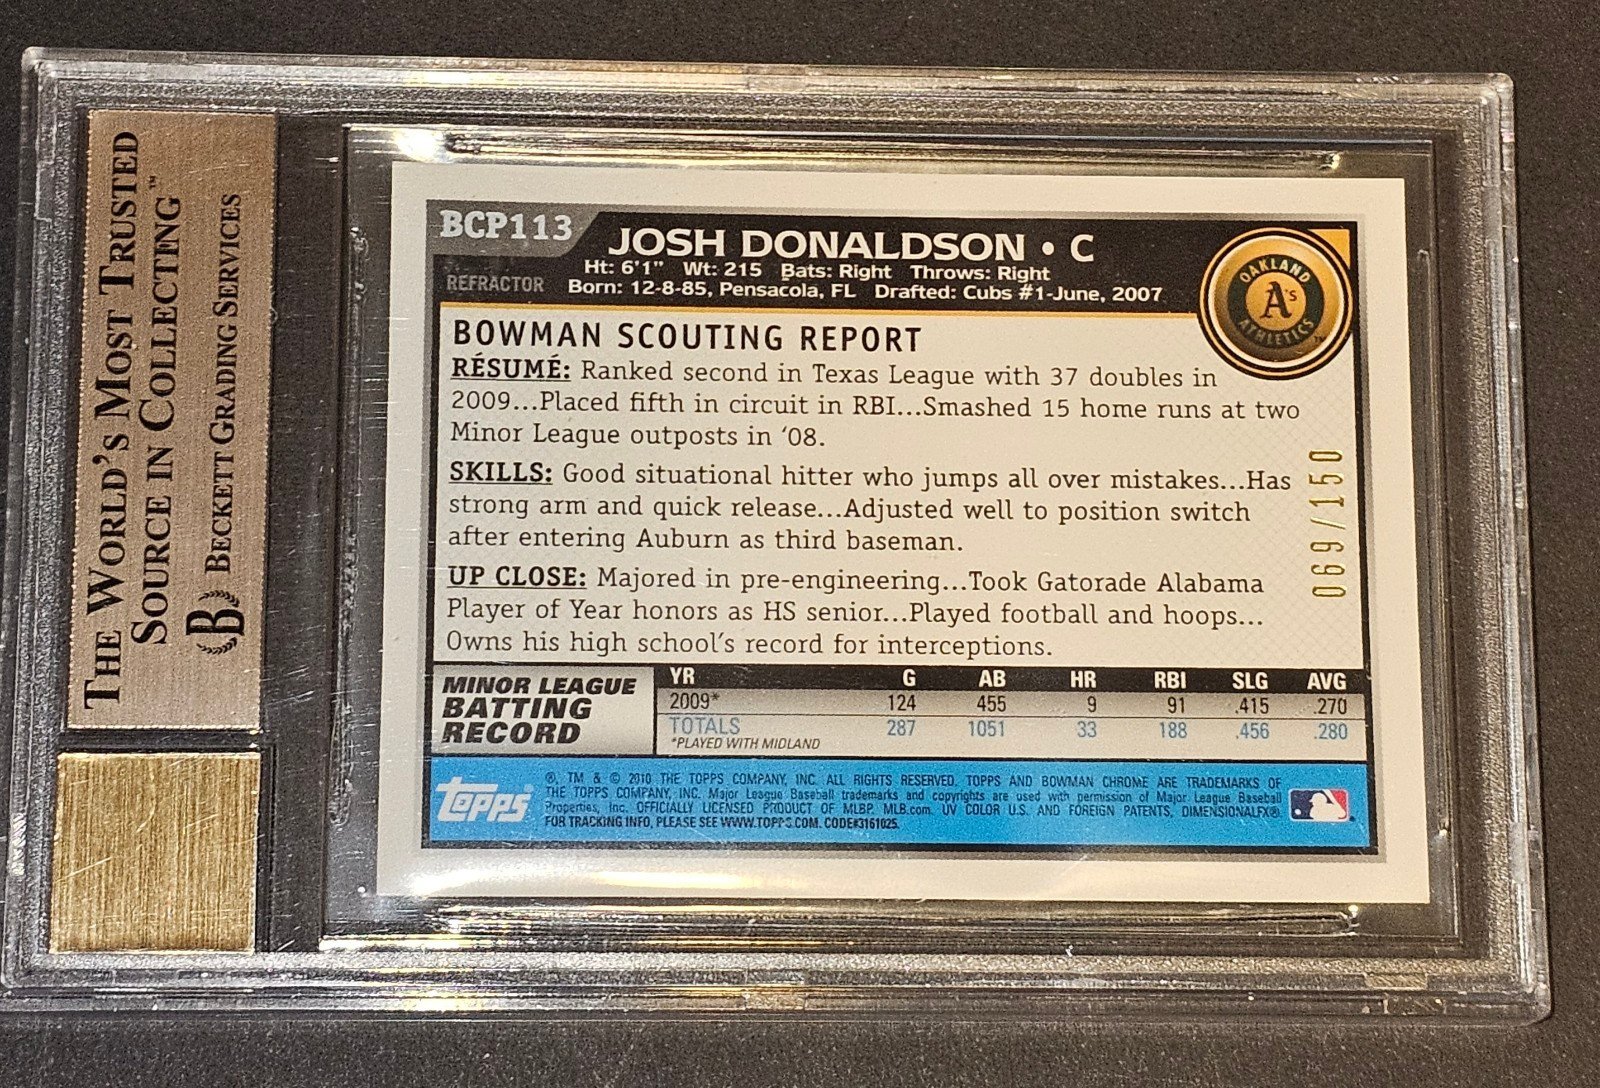 THE WORLD'S MOST TRUSTED
SOURCE IN COLLECTING™
B BECKETT GRADING SERVICES
BCP113
REFRACTOR
JOSH DONALDSON • C
Ht: 6'1" Wt: 215 Bats: Right Throws: Right
Born: 12-8-85, Pensacola, FL Drafted: Cubs #1-June, 2007
OAKLAND
A's
ATHLETICS
TM
BOWMAN SCOUTING REPORT
RÉSUMÉ: Ranked second in Texas League with 37 doubles in
2009...Placed fifth in circuit in RBI...Smashed 15 home runs at two
Minor League outposts in '08.
SKILLS: Good situational hitter who jumps all over mistakes...Has
strong arm and quick release...Adjusted well to position switch
after entering Auburn as third baseman.
UP CLOSE: Majored in pre-engineering...Took Gatorade Alabama
Player of Year honors as HS senior...Played football and hoops...
Owns his high school's record for interceptions.
069/150
MINOR LEAGUE
BATTING
RECORD
YR G AB HR RBI SLG AVG
2009* 124 455 9 91 .415 .270
TOTALS 287 1051 33 188 .456 .280
*PLAYED WITH MIDLAND
topps
®, TM & © 2010 THE TOPPS COMPANY, INC. ALL RIGHTS RESERVED. TOPPS AND BOWMAN CHROME ARE TRADEMARKS OF
THE TOPPS COMPANY, INC. Major League Baseball trademarks and copyrights are used with permission of Major League Baseball
Properties, Inc. OFFICIALLY LICENSED PRODUCT OF MLBP. MLB.com. UV COLOR U.S. AND FOREIGN PATENTS, DIMENSIONALFX®.
FOR TRACKING INFO, PLEASE SEE WWW.TOPPS.COM. CODE#3161025.